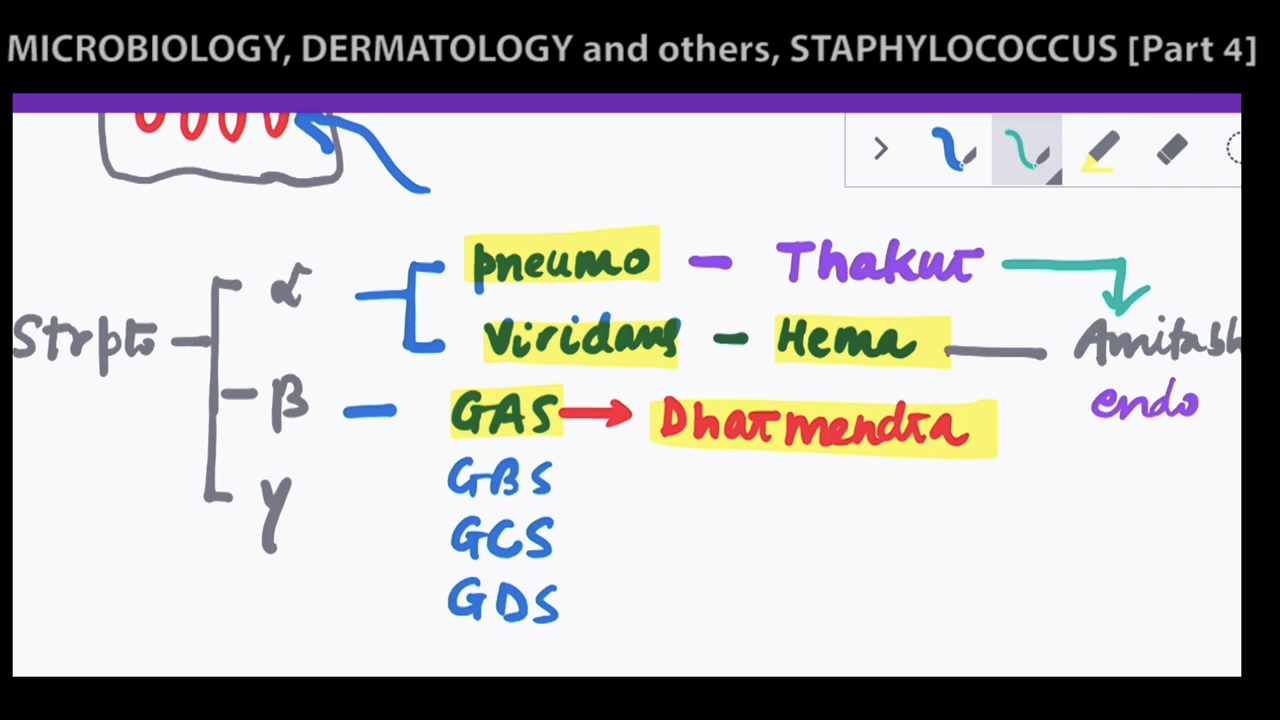 MICROBIOLOGY, DERMATOLOGY and others, STAPHYLOCOCCUS [Part 4]
pneumo - Thakur
α
Strpto
Viridans - Hema — Amitabh
endo
β - GAS → Dharmendra
GBS
γ
GCS
GDS